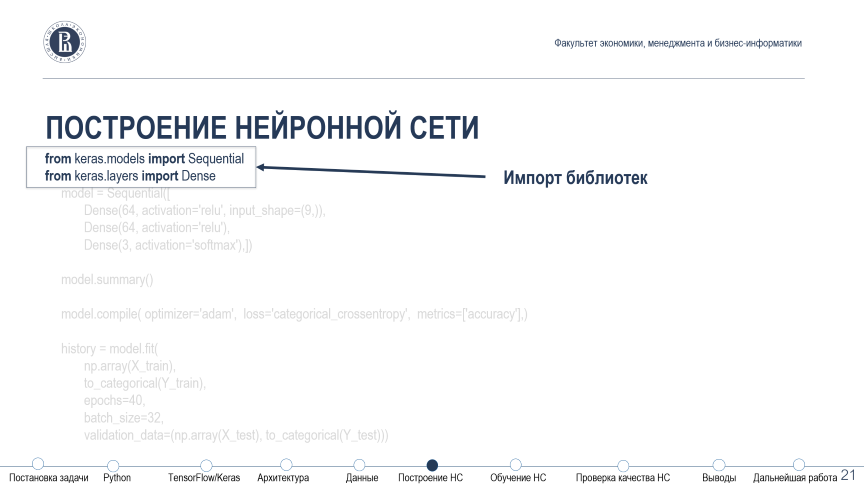 Факультет экономики, менеджмента и бизнес-информатики
ПОСТРОЕНИЕ НЕЙРОННОЙ СЕТИ
from keras.models import Sequential
from keras.layers import Dense
Импорт библиотек
model = Sequential([
Dense(64, activation='relu', input_shape=(9,)),
Dense(64, activation='relu'),
Dense(3, activation='softmax'),])
model.summary()
model.compile( optimizer='adam', loss='categorical_crossentropy', metrics=['accuracy'],)
history = model.fit(
np.array(X_train),
to_categorical(Y_train),
epochs=40,
batch_size=32,
validation_data=(np.array(X_test), to_categorical(Y_test)))
Постановка задачи Python TensorFlow/Keras Архитектура Данные Построение НС Обучение НС Проверка качества НС Выводы Дальнейшая работа 21